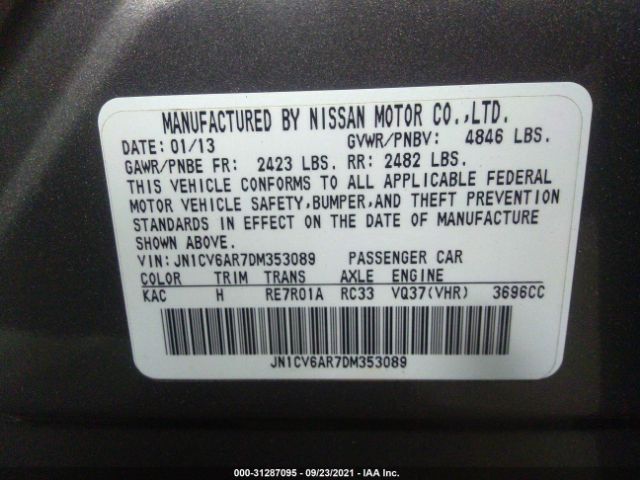 MANUFACTURED BY NISSAN MOTOR CO.,LTD.
DATE: 01/13 GVWR/PNBV: 4846 LBS.
GAWR/PNBE FR: 2423 LBS. RR: 2482 LBS.
THIS VEHICLE CONFORMS TO ALL APPLICABLE FEDERAL
MOTOR VEHICLE SAFETY,BUMPER,AND THEFT PREVENTION
STANDARDS IN EFFECT ON THE DATE OF MANUFACTURE
SHOWN ABOVE.
VIN: JN1CV6AR7DM353089 PASSENGER CAR
COLOR TRIM TRANS AXLE ENGINE
KAC H RE7R01A RC33 VQ37(VHR) 3696CC
JN1CV6AR7DM353089
000-31287095 - 09/23/2021 - IAA Inc.